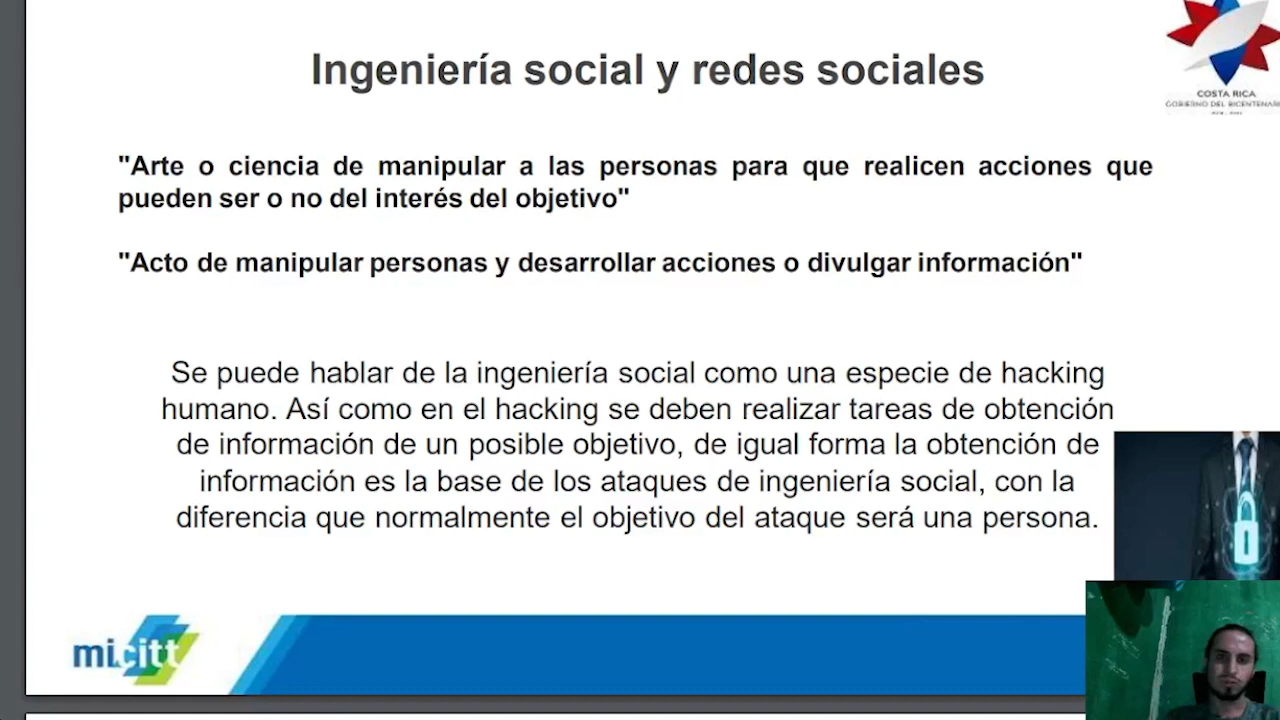 Ingeniería social y redes sociales
COSTA RICA
GOBIERNO DEL BICENTENARIO
"Arte o ciencia de manipular a las personas para que realicen acciones que
pueden ser o no del interés del objetivo"
"Acto de manipular personas y desarrollar acciones o divulgar información"
Se puede hablar de la ingeniería social como una especie de hacking
humano. Así como en el hacking se deben realizar tareas de obtención
de información de un posible objetivo, de igual forma la obtención de
información es la base de los ataques de ingeniería social, con la
diferencia que normalmente el objetivo del ataque será una persona.
micitt